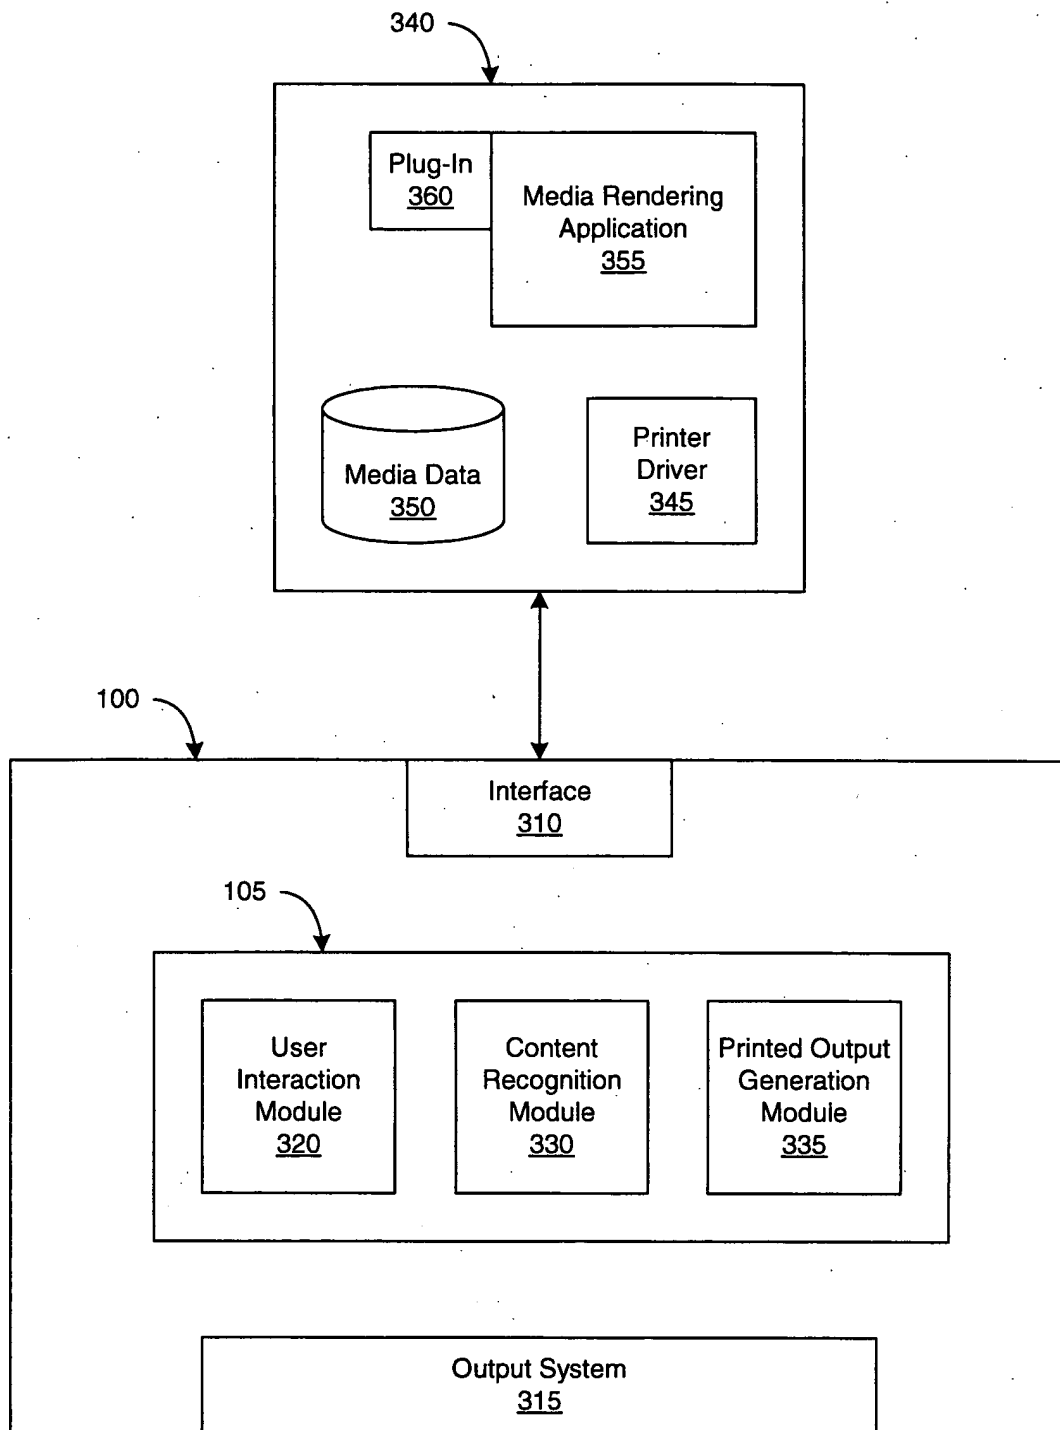 340
Plug-In
360
Media Rendering
Application
355
Media Data
350
Printer
Driver
345
100
Interface
310
105
User
Interaction
Module
320
Content
Recognition
Module
330
Printed Output
Generation
Module
335
Output System
315